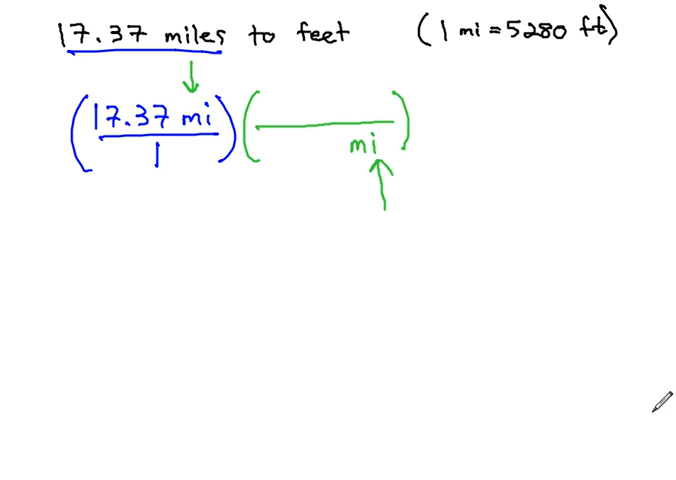 17.37 miles to feet (1 mi = 5280 ft)
(17.37 mi / 1) ( / mi)